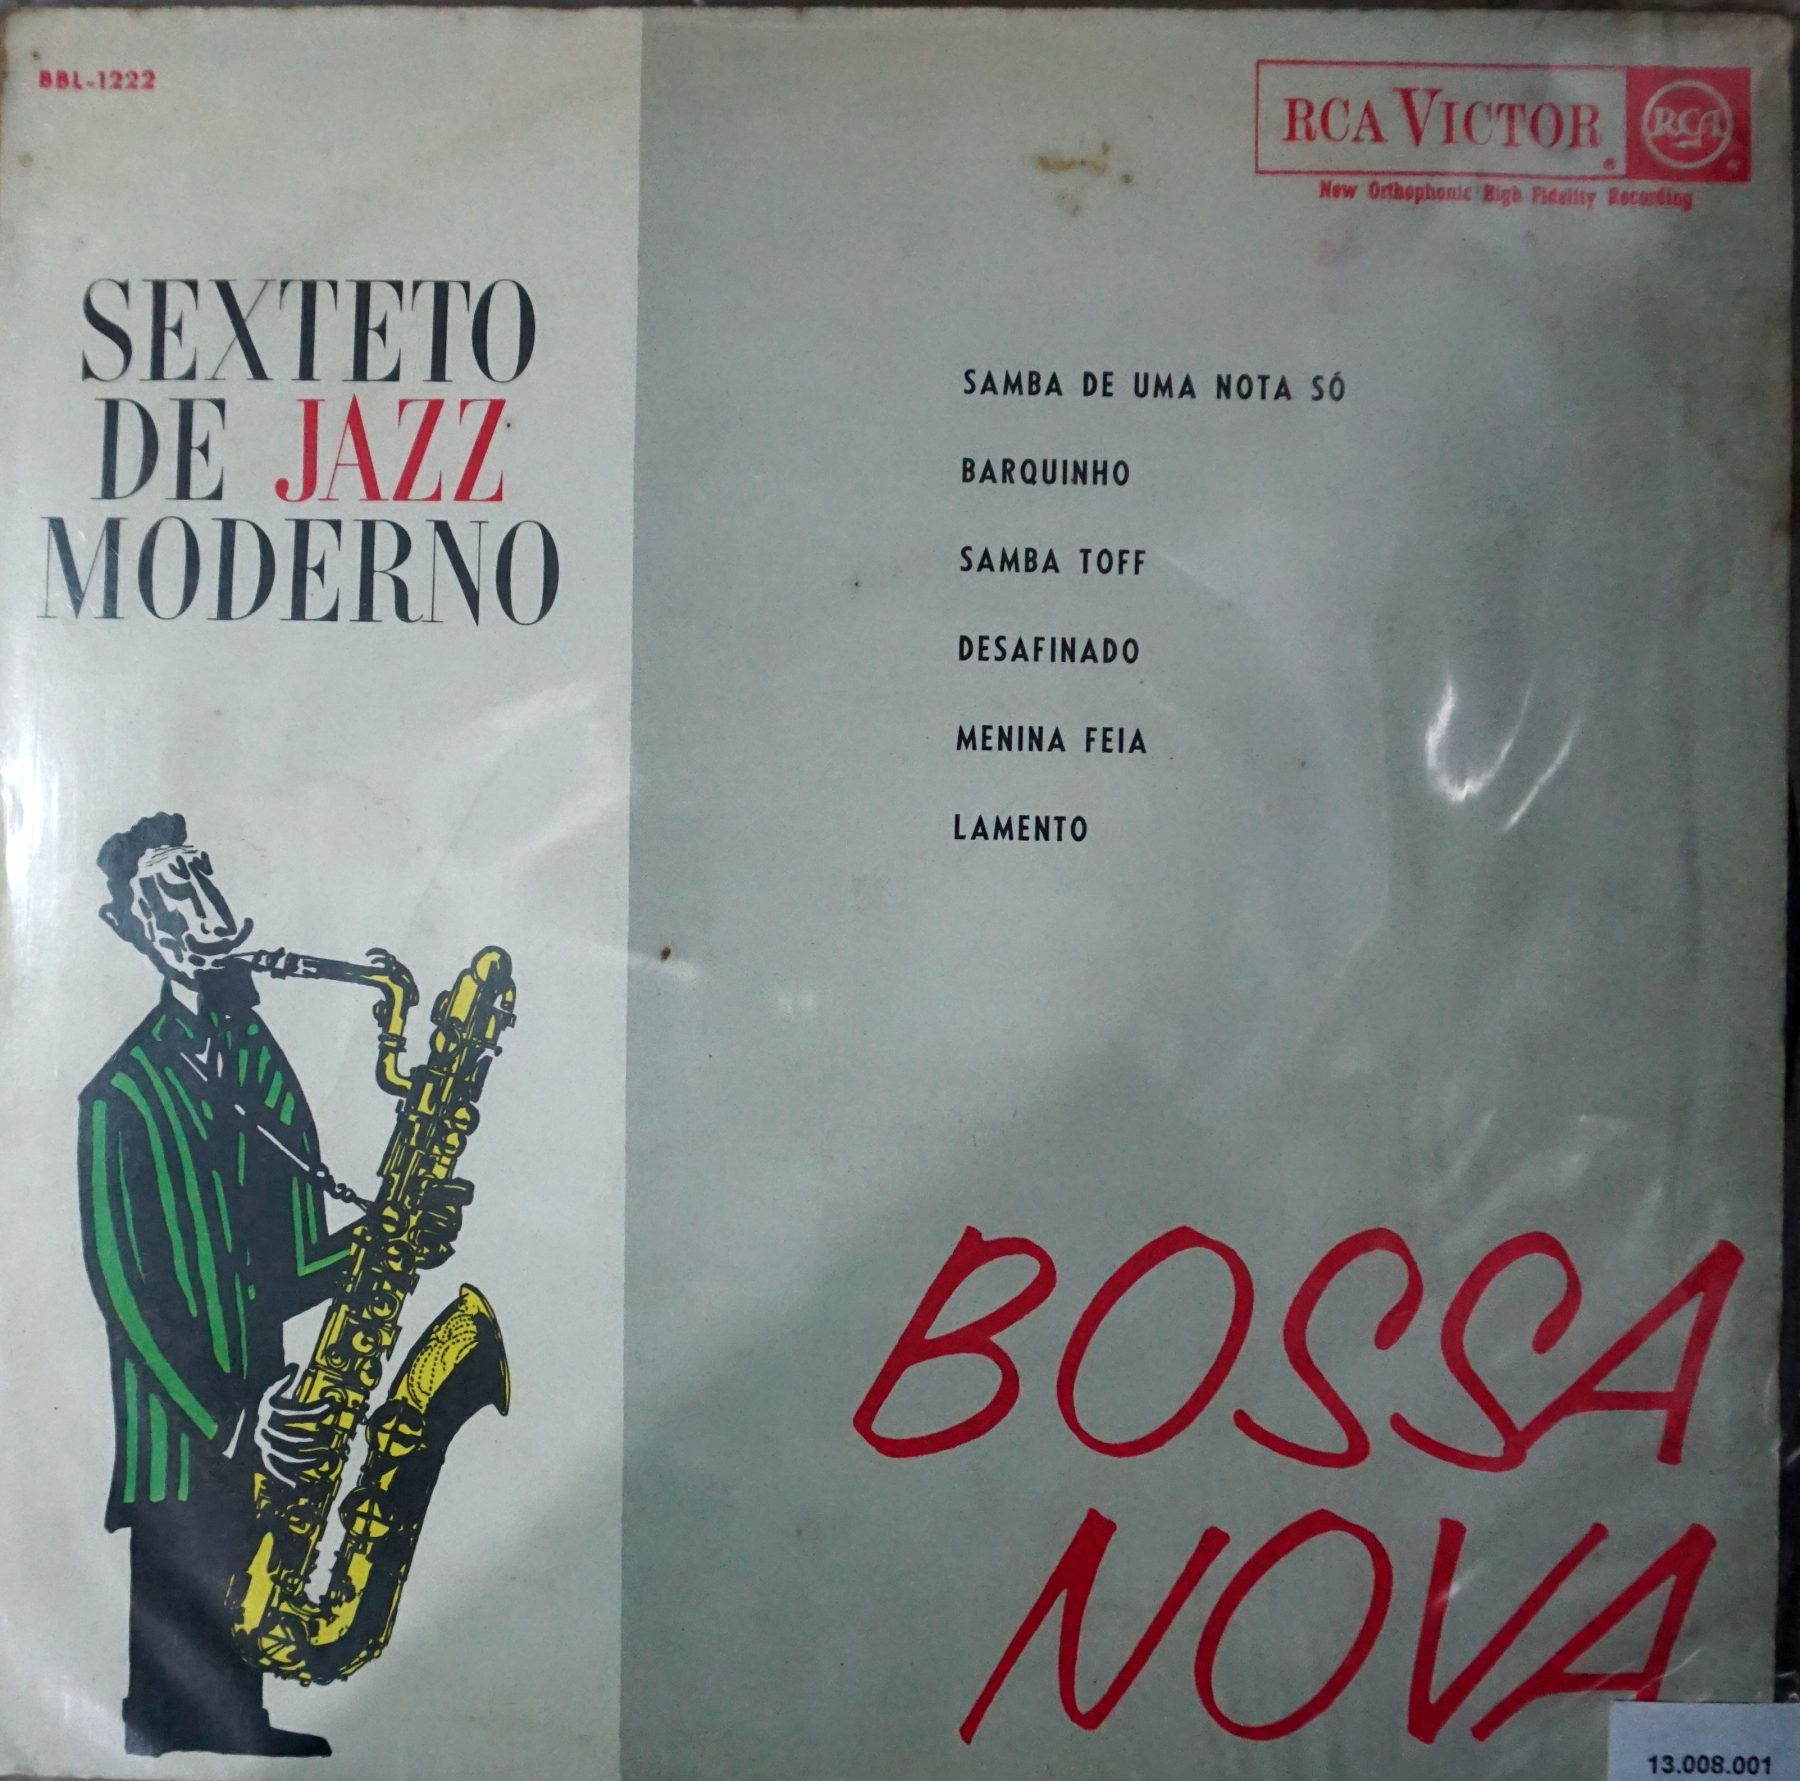 BBL-1222
RCA VICTOR
RCA
New Orthophonic High Fidelity Recording
SEXTETO
DE JAZZ
MODERNO
SAMBA DE UMA NOTA SÓ
BARQUINHO
SAMBA TOFF
DESAFINADO
MENINA FEIA
LAMENTO
BOSSA
NOVA
13.008.001